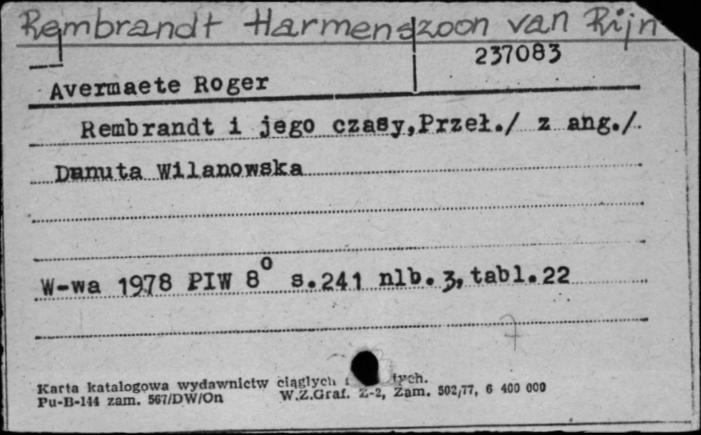 Rembrandt Harmenszoon van Rijn
237083
Avermaete Roger
Rembrandt i jego czasy,Przeł./ z ang./
Danuta Wilanowska
W-wa 1978 PIW 8° s.241 nlb.3,tabl.22
7
Karta katalogowa wydawnictw ciągłych
Pu-B-144 zam. 567/DW/On W.Z.Graf. Z-2, Zam. 502/77, 6 400 000